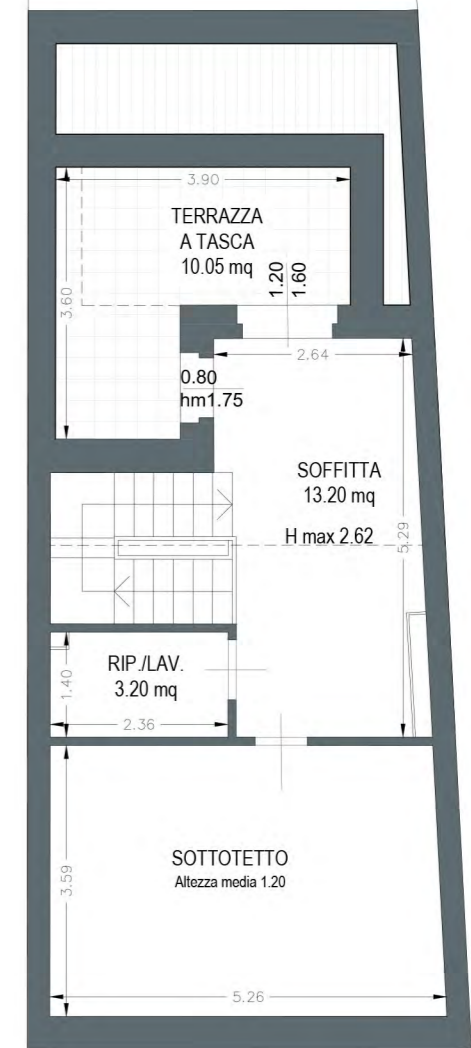 3.90
TERRAZZA
A TASCA
10.05 mq
1.20
1.60
3.60
2.64
0.80
hm1.75
SOFFITTA
13.20 mq
H max 2.62
5.29
RIP./LAV.
3.20 mq
1.40
2.36
SOTTOTETTO
Altezza media 1.20
3.59
5.26